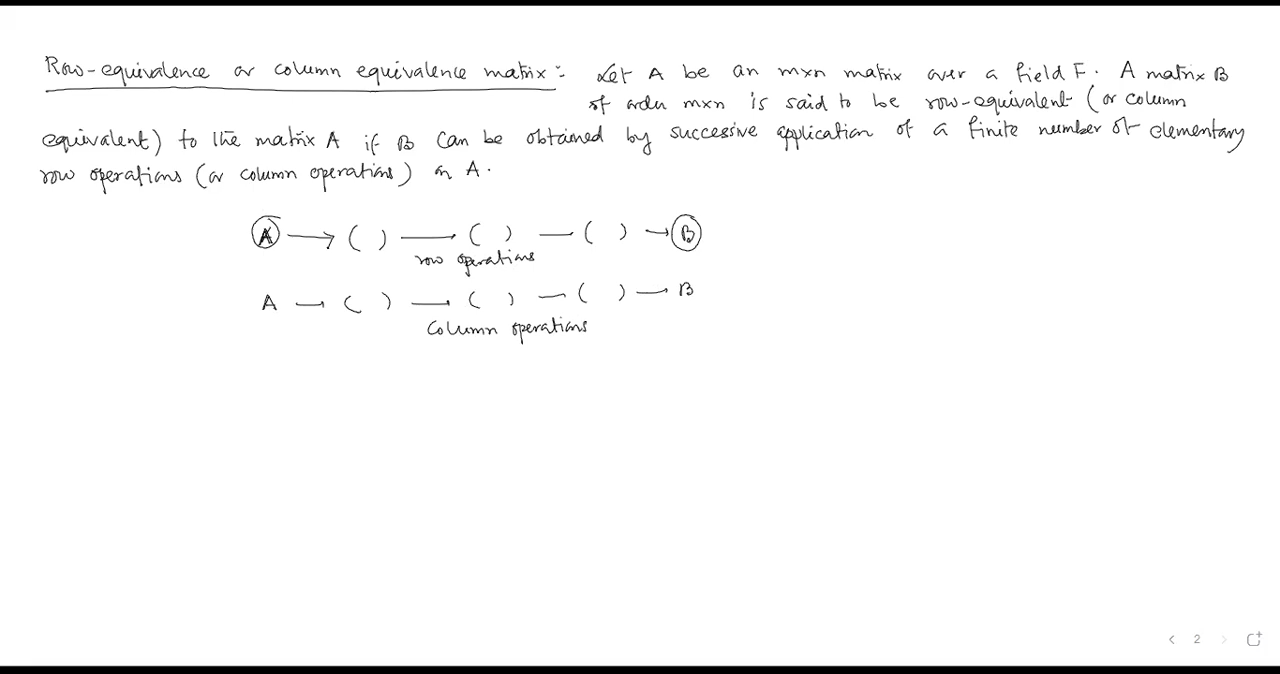 Row-equivalence or column equivalence matrix: Let A be an m×n matrix over a field F. A matrix B
of order m×n is said to be row-equivalent (or column
equivalent) to the matrix A if B can be obtained by successive application of a finite number of elementary
row operations (or column operations) on A.
A → ( ) — ( ) — ( ) → B
row operations
A → ( ) — ( ) — ( ) → B
column operations
< 2 >